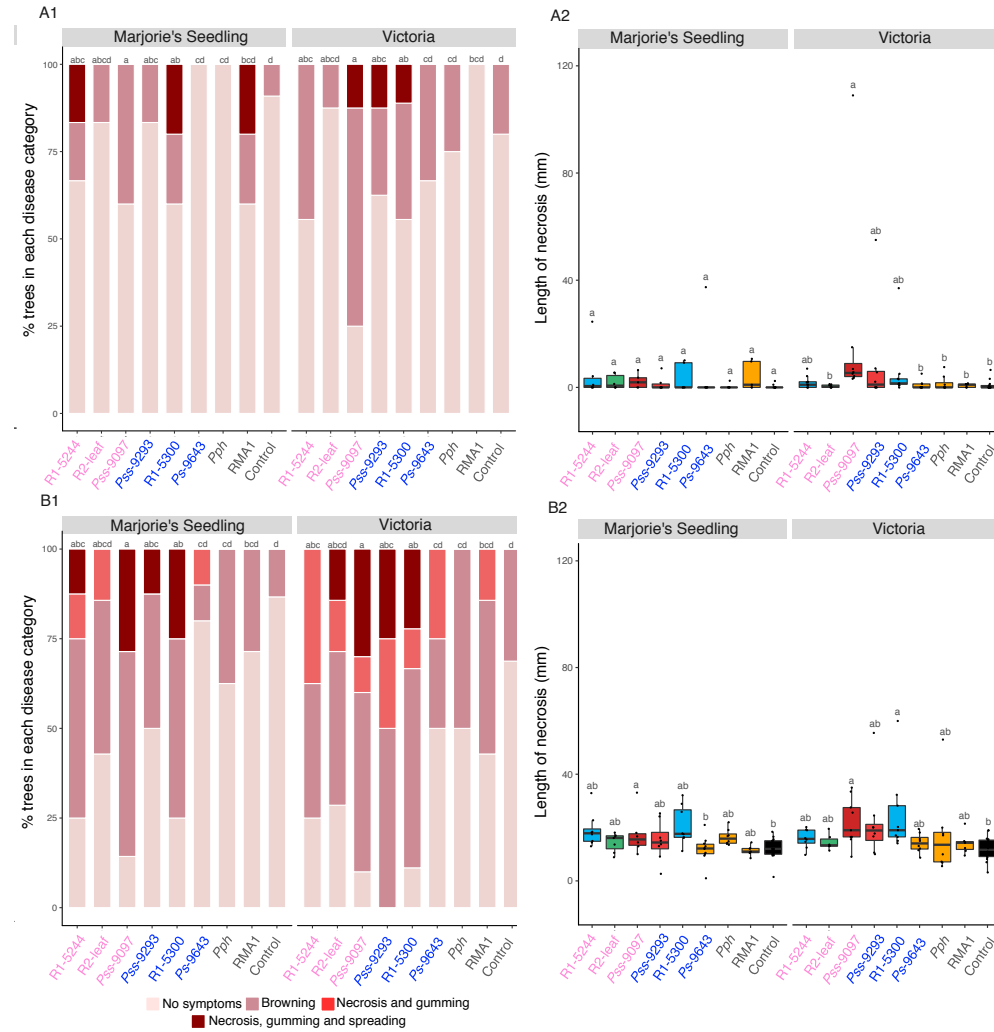 A1
Marjorie's Seedling Victoria
abc abcd a abc ab cd cd bcd d abc abcd a abc ab cd cd bcd d
100
75
50
25
0
% trees in each disease category
R1-5244 R2-leaf Pss-9097 Pss-9293 R1-5300 Ps-9643 Pph RMA1 Control R1-5244 R2-leaf Pss-9097 Pss-9293 R1-5300 Ps-9643 Pph RMA1 Control
A2
Marjorie's Seedling Victoria
120
80
40
0
Length of necrosis (mm)
a a a a a a a a a ab b a ab ab b b b b
R1-5244 R2-leaf Pss-9097 Pss-9293 R1-5300 Ps-9643 Pph RMA1 Control R1-5244 R2-leaf Pss-9097 Pss-9293 R1-5300 Ps-9643 Pph RMA1 Control
B1
Marjorie's Seedling Victoria
abc abcd a abc ab cd cd bcd d abc abcd a abc ab cd cd bcd d
100
75
50
25
0
% trees in each disease category
R1-5244 R2-leaf Pss-9097 Pss-9293 R1-5300 Ps-9643 Pph RMA1 Control R1-5244 R2-leaf Pss-9097 Pss-9293 R1-5300 Ps-9643 Pph RMA1 Control
No symptoms Browning Necrosis and gumming
Necrosis, gumming and spreading
B2
Marjorie's Seedling Victoria
120
80
40
0
Length of necrosis (mm)
ab ab a ab ab b ab ab b ab ab a ab a ab ab ab b
R1-5244 R2-leaf Pss-9097 Pss-9293 R1-5300 Ps-9643 Pph RMA1 Control R1-5244 R2-leaf Pss-9097 Pss-9293 R1-5300 Ps-9643 Pph RMA1 Control